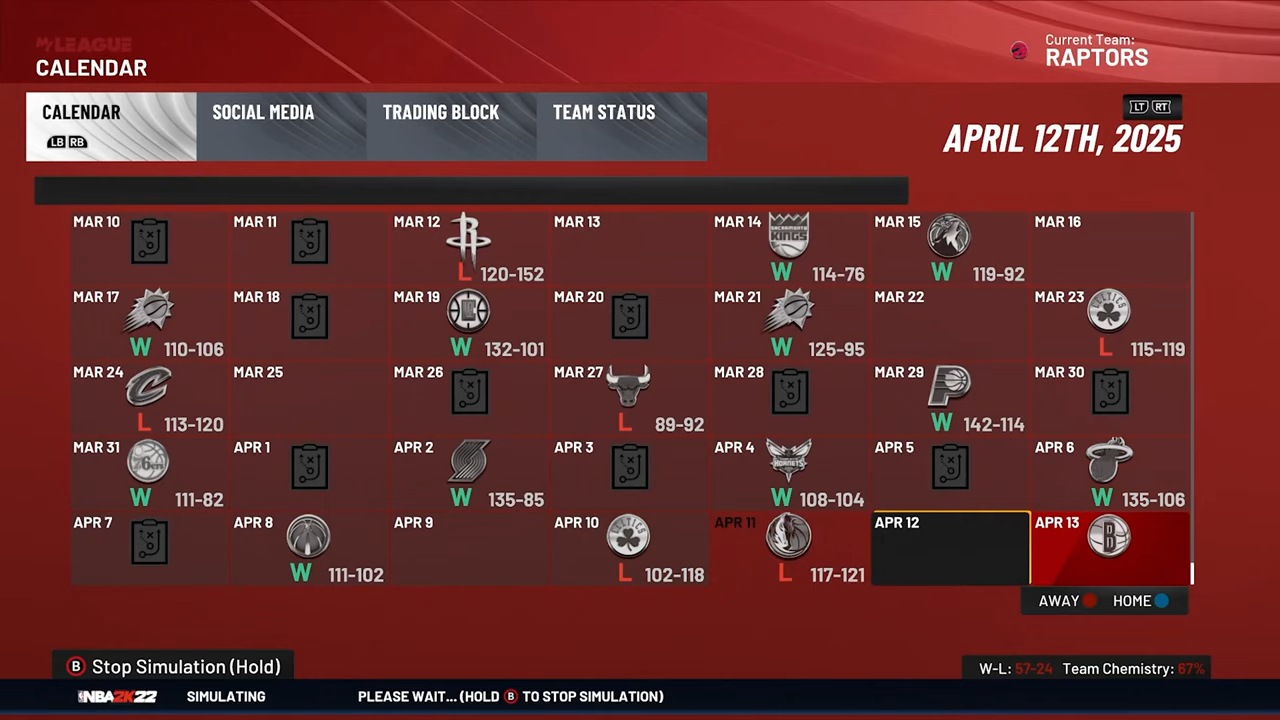 MyLEAGUE
CALENDAR
Current Team:
RAPTORS
CALENDAR
LB RB
SOCIAL MEDIA
TRADING BLOCK
TEAM STATUS
LT RT
APRIL 12TH, 2025
MAR 10 MAR 11 MAR 12 MAR 13 MAR 14 MAR 15 MAR 16
SACRAMENTO
KINGS
L 120-152 W 114-76 W 119-92
MAR 17 MAR 18 MAR 19 MAR 20 MAR 21 MAR 22 MAR 23
W 110-106 W 132-101 W 125-95 L 115-119
MAR 24 MAR 25 MAR 26 MAR 27 MAR 28 MAR 29 MAR 30
L 113-120 L 89-92 W 142-114
MAR 31 APR 1 APR 2 APR 3 APR 4 APR 5 APR 6
76ers
HORNETS
W 111-82 W 135-85 W 108-104 W 135-106
APR 7 APR 8 APR 9 APR 10 APR 11 APR 12 APR 13
B
W 111-102 L 102-118 L 117-121
AWAY HOME
B Stop Simulation (Hold)
W-L: 57-24 Team Chemistry: 67%
NBA 2K22 SIMULATING PLEASE WAIT... (HOLD B TO STOP SIMULATION)